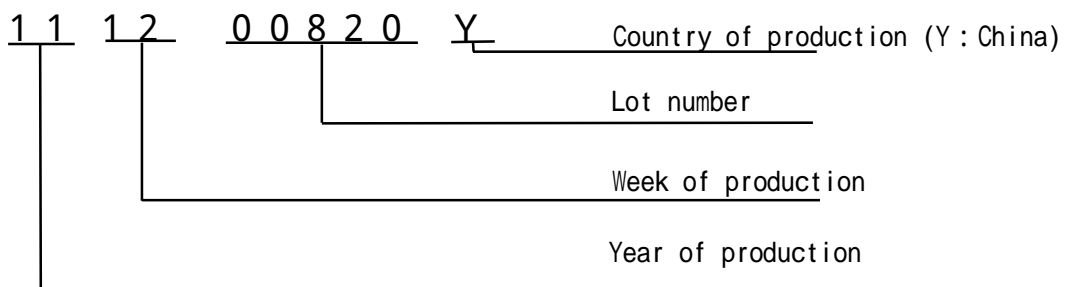 11 12 00820 Y Country of production (Y:China)
Lot number
Week of production
Year of production